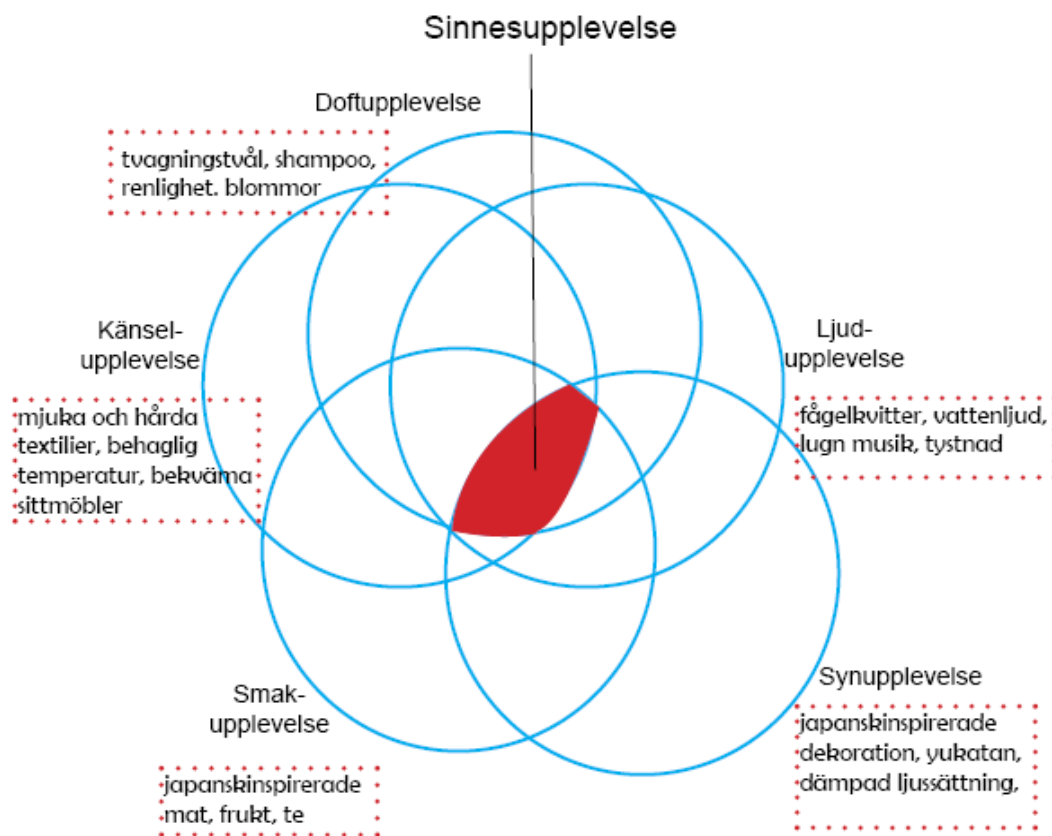 Sinnesupplevelse
Doftupplevelse
tvagningstvål, shampoo,
renlighet. blommor
Känsel-
upplevelse
mjuka och hårda
textilier, behaglig
temperatur, bekväma
sittmöbler
Ljud-
upplevelse
fågelkvitter, vattenljud,
lugn musik, tystnad
Smak-
upplevelse
japanskinspirerade
mat, frukt, te
Synupplevelse
japanskinspirerade
dekoration, yukatan,
dämpad ljussättning,